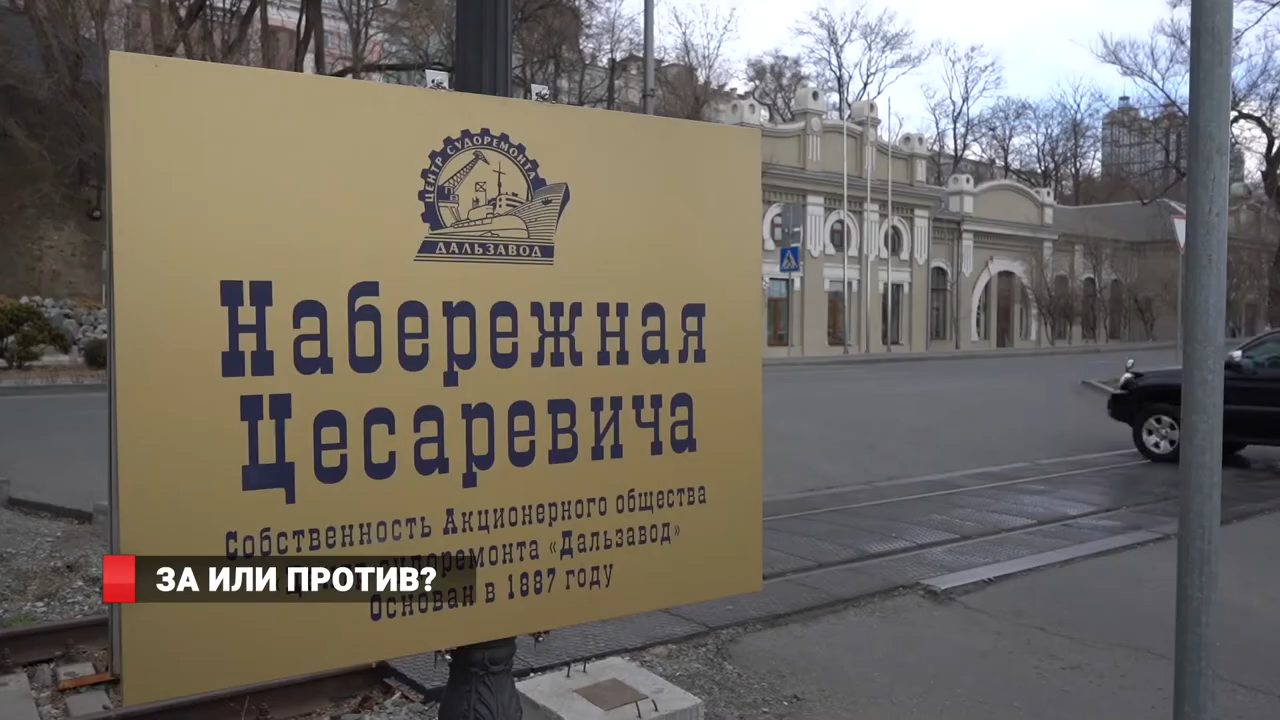 ЦЕНТР СУДОРЕМОНТА
ДАЛЬЗАВОД
Набережная
Цесаревича
Собственность Акционерного общества
судоремонта «Дальзавод»
Основан в 1887 году
ЗА ИЛИ ПРОТИВ?